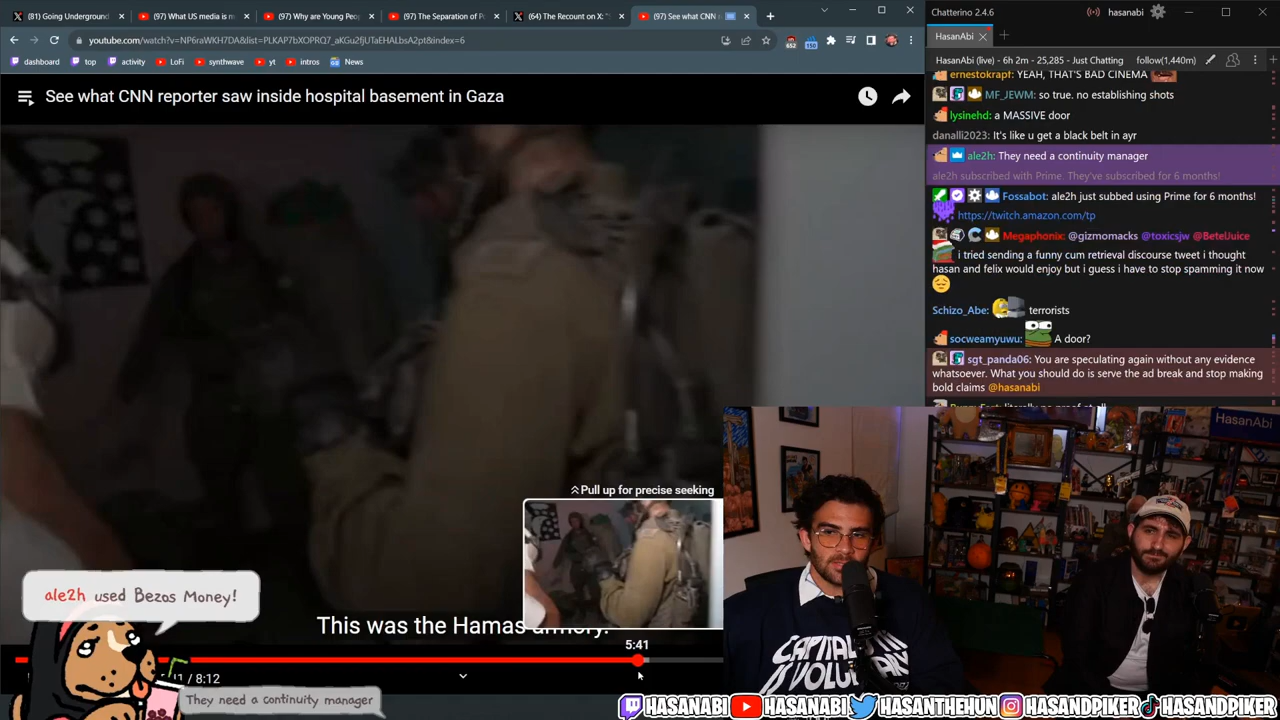 (81) Going Underground
(97) What US media is m
(97) Why are Young Peo
(97) The Separation of P
(64) The Recount on X: "
(97) See what CNN r
Chatterino 2.4.6
hasanabi
youtube.com/watch?v=NP6raWKH7DA&list=PLKAP7bXOPRQ7_aKGu2fjUTaEHALbsA2pt&index=6
HasanAbi
dashboard
top
activity
LoFi
synthwave
yt
intros
News
HasanAbi (live) - 6h 2m - 25,285 - Just Chatting
follow(1,440m)
See what CNN reporter saw inside hospital basement in Gaza
ernestokrapf: YEAH, THAT'S BAD CINEMA
MF_JEWM: so true. no establishing shots
lysinehd: a MASSIVE door
danalli2023: It's like u get a black belt in ayr
ale2h: They need a continuity manager
ale2h subscribed with Prime. They've subscribed for 6 months!
Fossabot: ale2h just subbed using Prime for 6 months!
https://twitch.amazon.com/tp
Megaphonix: @gizmomacks @toxicsjw @BeteUuice
i tried sending a funny cum retrieval discourse tweet i thought
hasan and felix would enjoy but i guess i have to stop spamming it now
Schizo_Abe: terrorists
socweamyuwu: A door?
sgt_panda06: You are speculating again without any evidence
whatsoever. What you should do is serve the ad break and stop making
bold claims @hasanabi
HasanAbi
Pull up for precise seeking
ale2h used Bezos Money!
This was the Hamas armory.
5:41
/ 8:12
They need a continuity manager
CAPITAL
IS VOLU
HASANABI
HASANABI
HASANTHEHUN
HASANDPIKER
HASANDPIKER